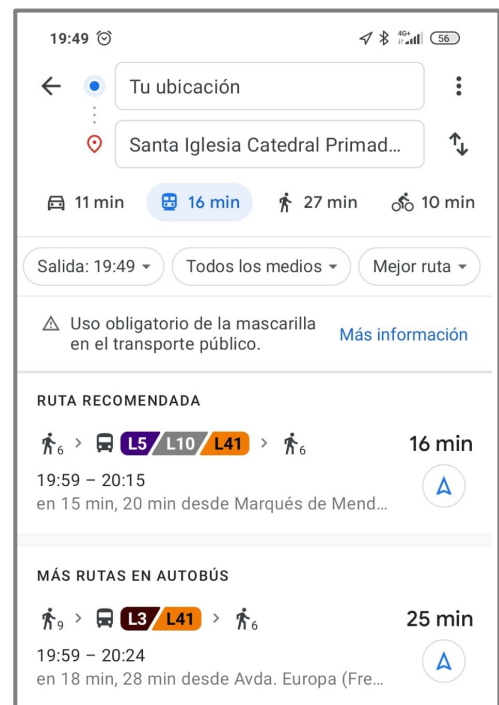 19:49
4G+
56
Tu ubicación
Santa Iglesia Catedral Primad...
11 min 16 min 27 min 10 min
Salida: 19:49 Todos los medios Mejor ruta
Uso obligatorio de la mascarilla
en el transporte público.
Más información
RUTA RECOMENDADA
6 > L5 L10 L41 > 6 16 min
19:59 – 20:15
en 15 min, 20 min desde Marqués de Mend...
MÁS RUTAS EN AUTOBÚS
9 > L3 L41 > 6 25 min
19:59 – 20:24
en 18 min, 28 min desde Avda. Europa (Fre...